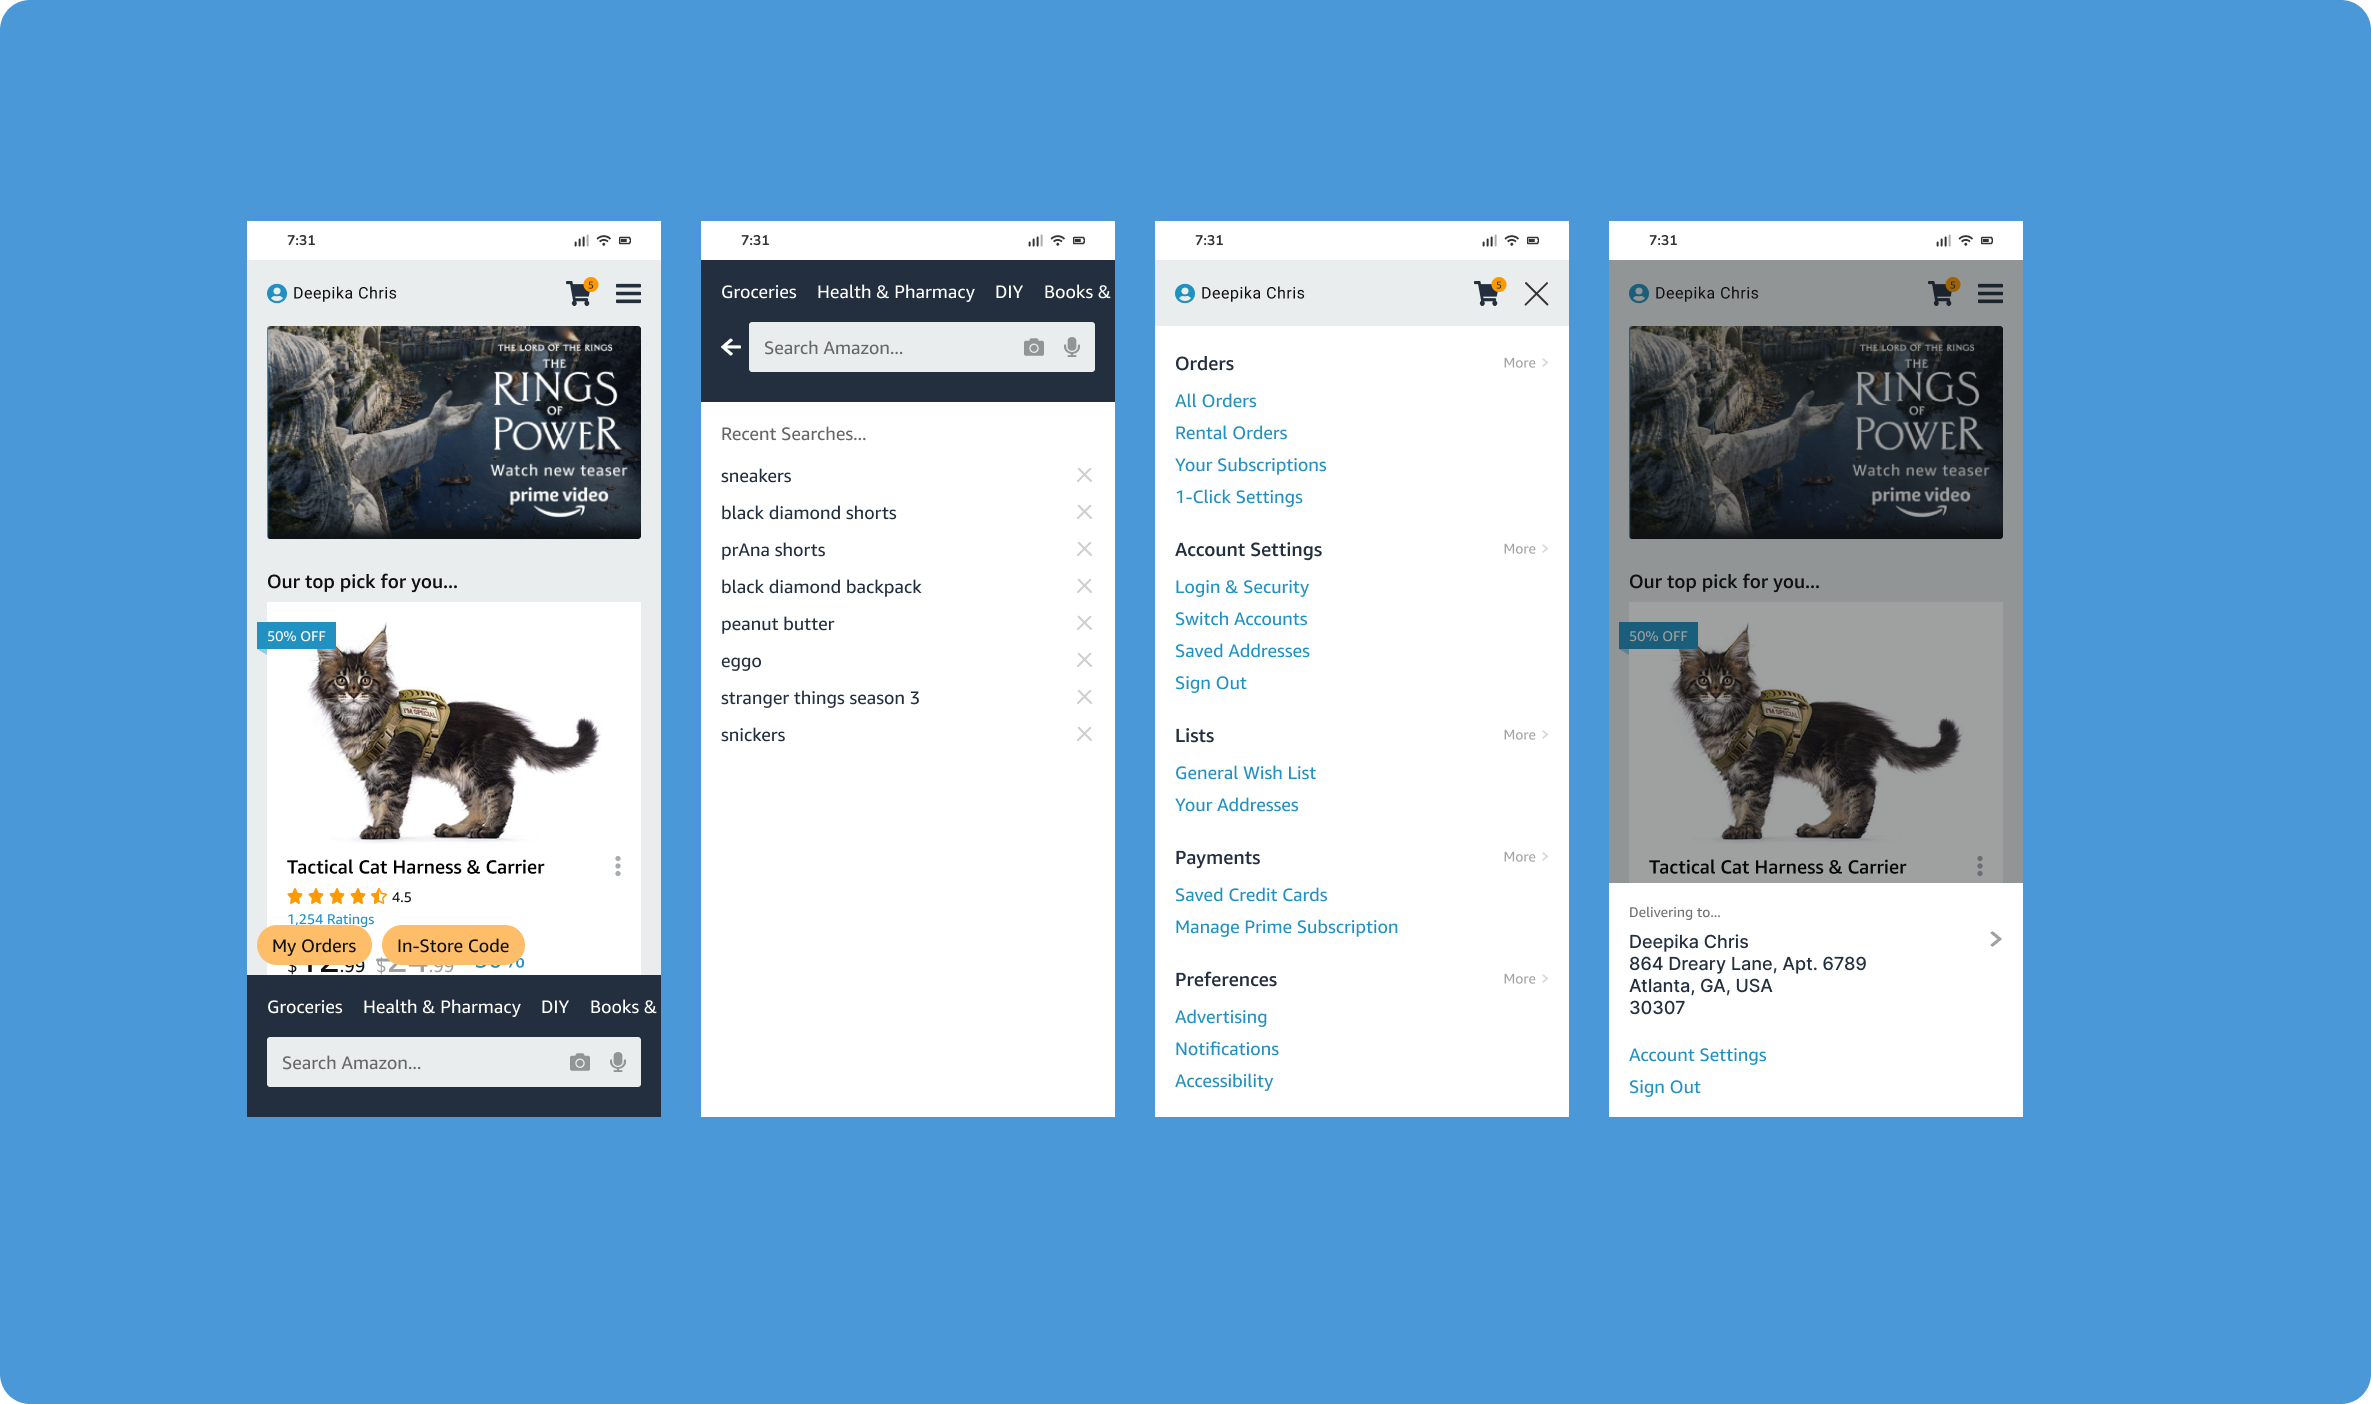 7:31
Deepika Chris
5
THE LORD OF THE RINGS
THE
RINGS
OF
POWER
Watch new teaser
prime video
Our top pick for you...
50% OFF
I'M SPECIAL
Tactical Cat Harness & Carrier
4.5
1,254 Ratings
My Orders In-Store Code
$12.99 $24.99 50%
Groceries Health & Pharmacy DIY Books &
Search Amazon...
7:31
Groceries Health & Pharmacy DIY Books &
Search Amazon...
Recent Searches...
sneakers
black diamond shorts
prAna shorts
black diamond backpack
peanut butter
eggo
stranger things season 3
snickers
7:31
Deepika Chris
5
Orders More >
All Orders
Rental Orders
Your Subscriptions
1-Click Settings
Account Settings More >
Login & Security
Switch Accounts
Saved Addresses
Sign Out
Lists More >
General Wish List
Your Addresses
Payments More >
Saved Credit Cards
Manage Prime Subscription
Preferences More >
Advertising
Notifications
Accessibility
7:31
Deepika Chris
5
THE LORD OF THE RINGS
THE
RINGS
OF
POWER
Watch new teaser
prime video
Our top pick for you...
50% OFF
I'M SPECIAL
Tactical Cat Harness & Carrier
Delivering to...
Deepika Chris
864 Dreary Lane, Apt. 6789
Atlanta, GA, USA
30307
Account Settings
Sign Out